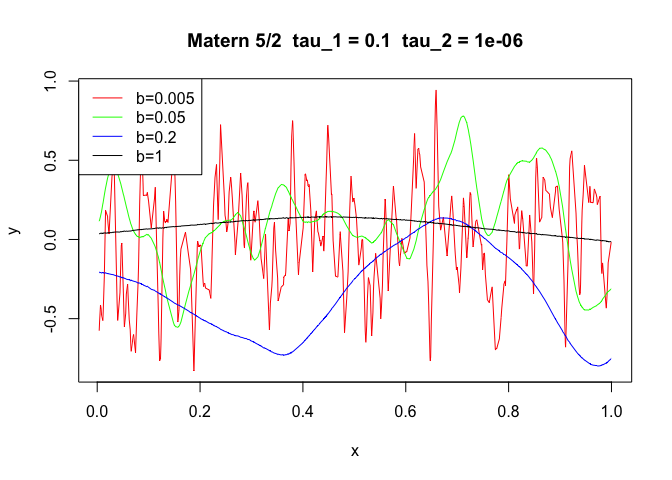 Matern 5/2  tau_1 = 0.1  tau_2 = 1e-06
b=0.005
b=0.05
b=0.2
b=1
1.0
0.5
0.0
-0.5
y
0.0 0.2 0.4 0.6 0.8 1.0
x